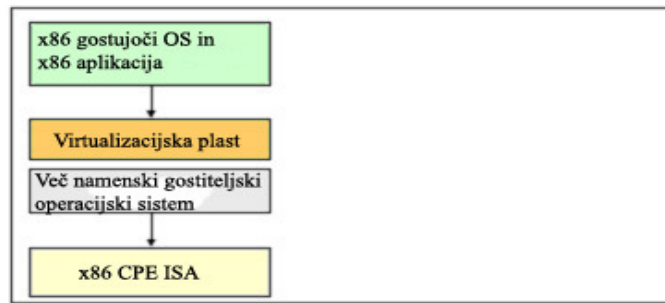 x86 gostujoči OS in
x86 aplikacija
Virtualizacijska plast
Več namenski gostiteljski
operacijski sistem
x86 CPE ISA